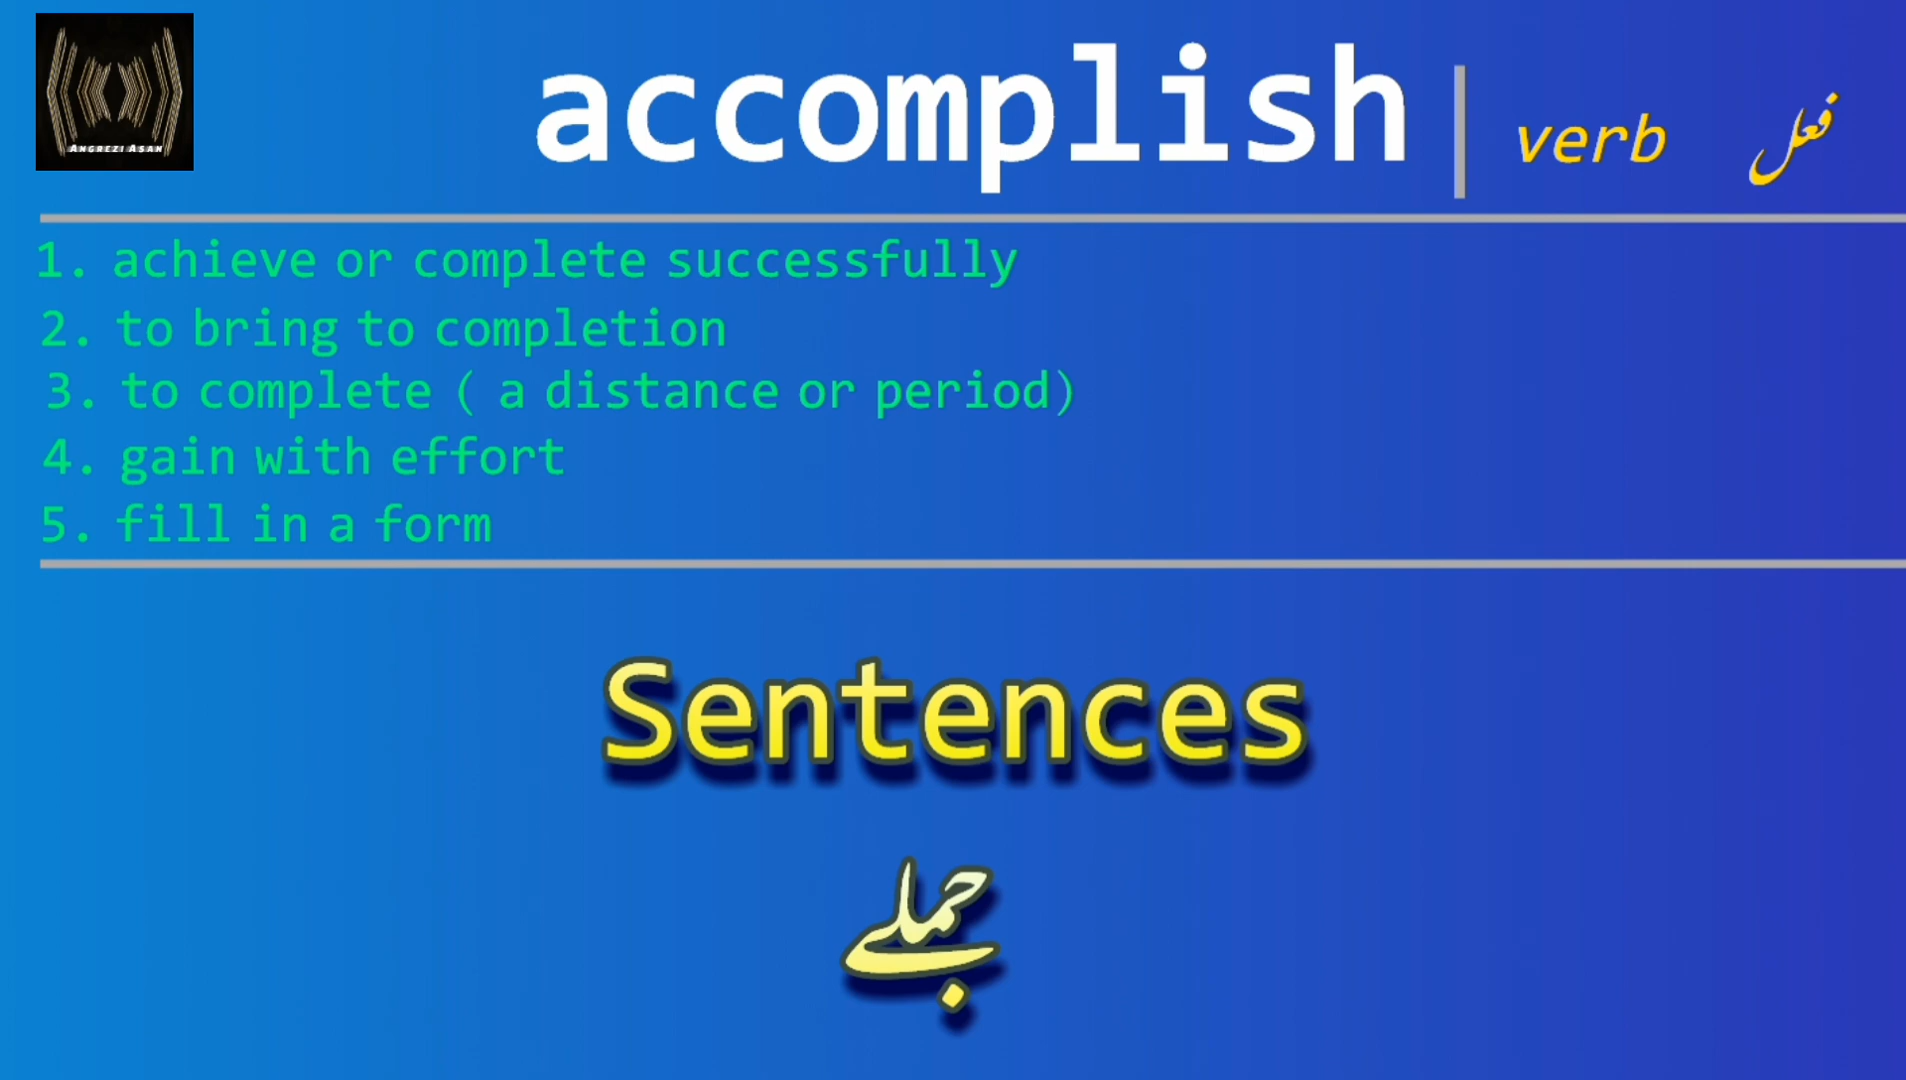 ANGREZI ASAN
accomplish | verb فعل
1. achieve or complete successfully
2. to bring to completion
3. to complete ( a distance or period)
4. gain with effort
5. fill in a form
Sentences
جملے